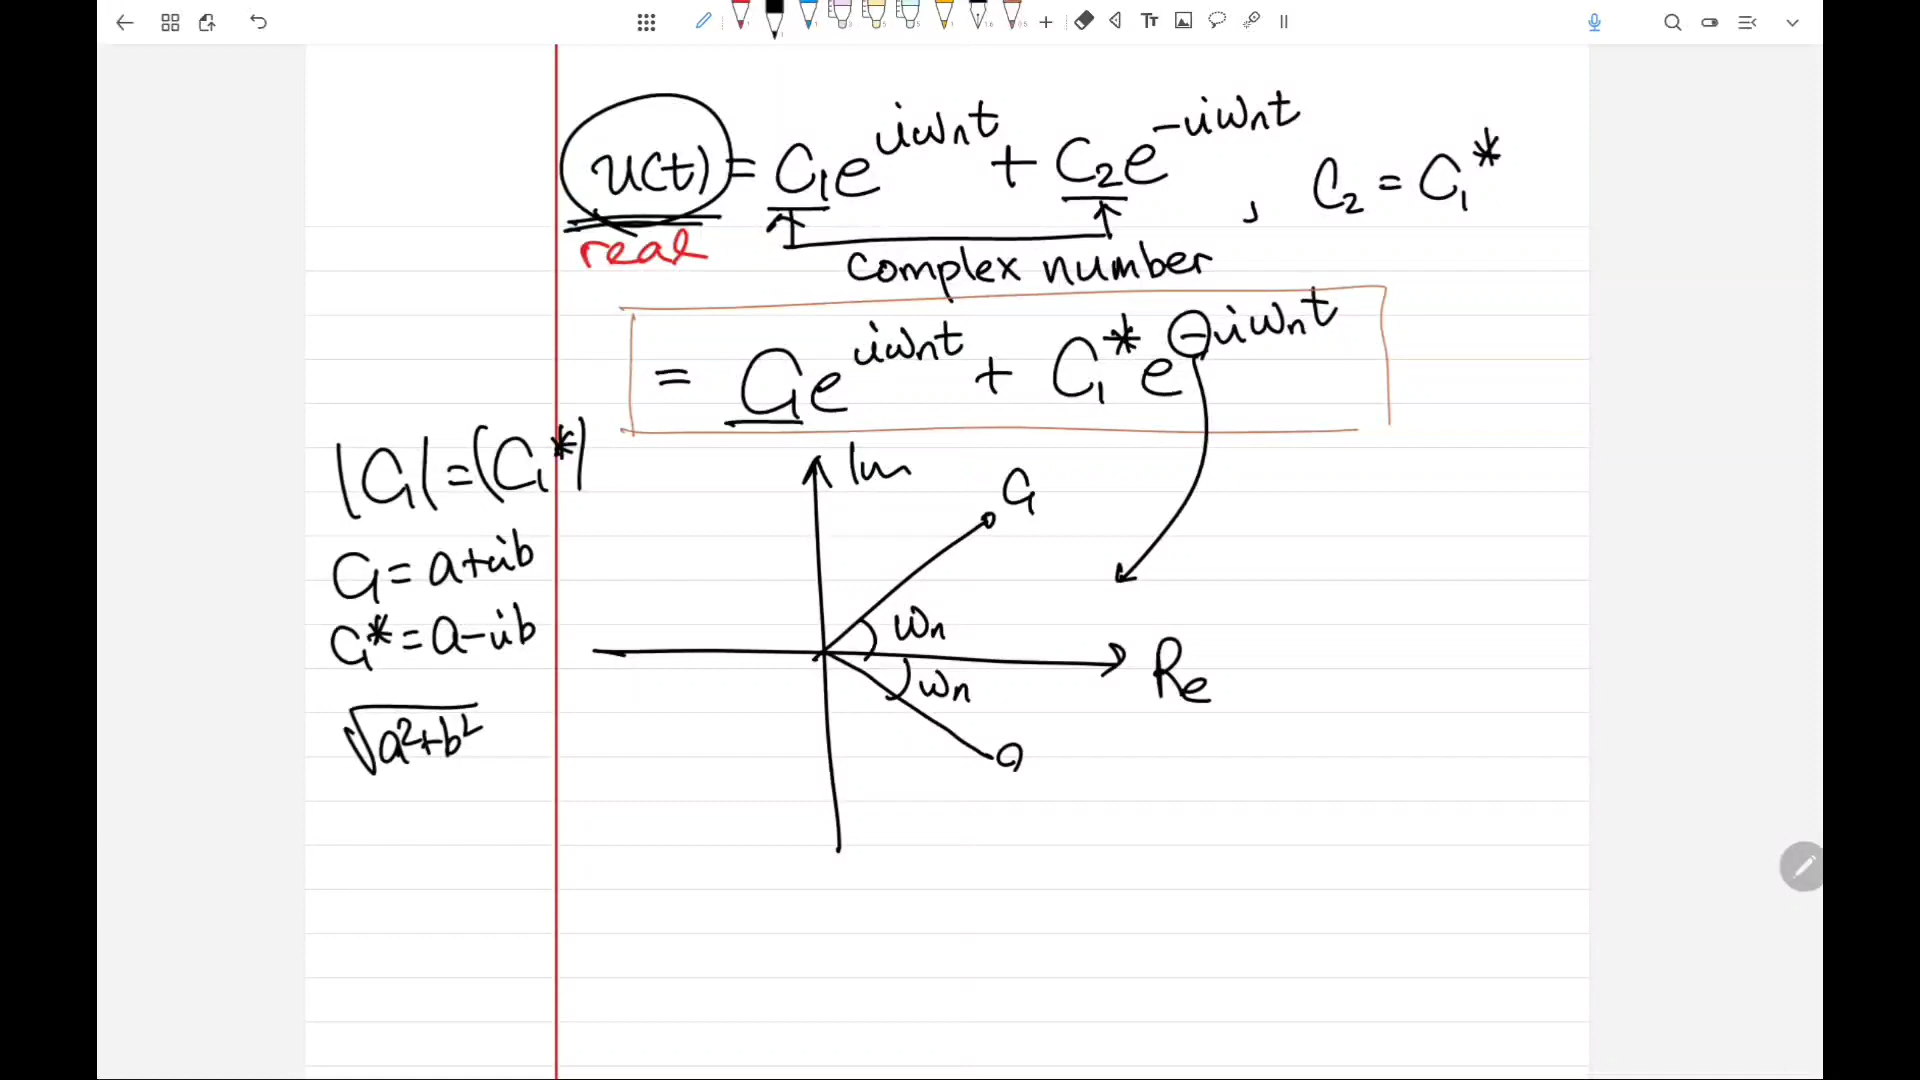 u(t) = C₁e^{iωₙt} + C₂e^{-iωₙt} , C₂ = C₁*
real
complex number
= C₁e^{iωₙt} + C₁* e^{-iωₙt}
|C₁| = |C₁*|
C₁ = a+ib
C₁* = a-ib
√a²+b²
Im
C₁
ωₙ
ωₙ
Re
Tт